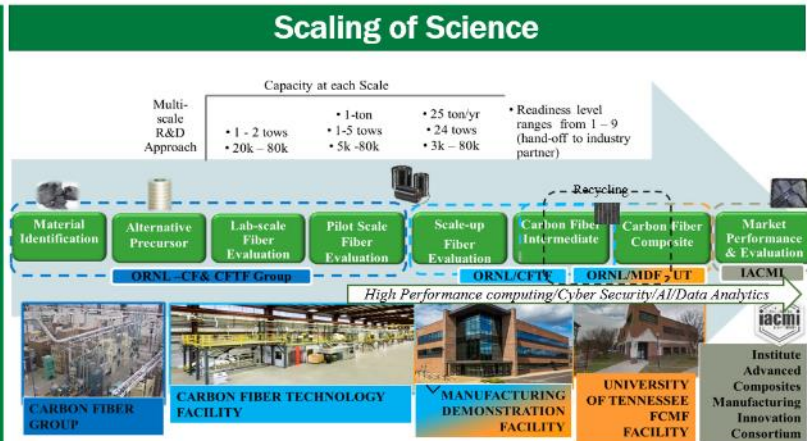 Scaling of Science
Capacity at each Scale
Multi-
scale
R&D
Approach
• 1 - 2 tows
• 20k – 80k
• 1-ton
• 1-5 tows
• 5k -80k
• 25 ton/yr
• 24 tows
• 3k – 80k
• Readiness level
ranges from 1 – 9
(hand-off to industry
partner)
Recycling
Material
Identification
Alternative
Precursor
Lab-scale
Fiber
Evaluation
Pilot Scale
Fiber
Evaluation
Scale-up
Fiber
Evaluation
Carbon Fiber
Intermediate
Carbon Fiber
Composite
Market
Performance
& Evaluation
ORNL –CF& CFTF Group
ORNL/CFTF
ORNL/MDF, UT
IACMI
High Performance computing/Cyber Security/AI/Data Analytics
iacmi
CARBON FIBER
GROUP
CARBON FIBER TECHNOLOGY
FACILITY
MANUFACTURING
DEMONSTRATION
FACILITY
UNIVERSITY
OF TENNESSEE
FCMF
FACILITY
Institute
Advanced
Composites
Manufacturing
Innovation
Consortium